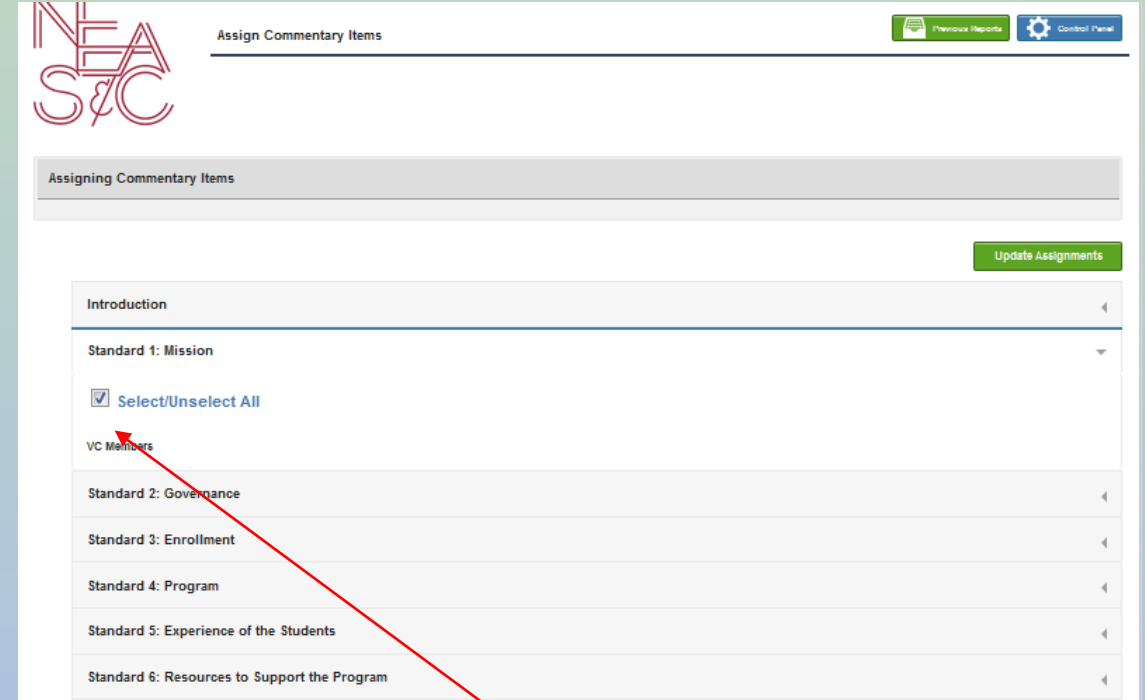 NEA
S&C
Assign Commentary Items
Previous Reports
Control Panel
Assigning Commentary Items
Update Assignments
Introduction
Standard 1: Mission
Select/Unselect All
VC Members
Standard 2: Governance
Standard 3: Enrollment
Standard 4: Program
Standard 5: Experience of the Students
Standard 6: Resources to Support the Program